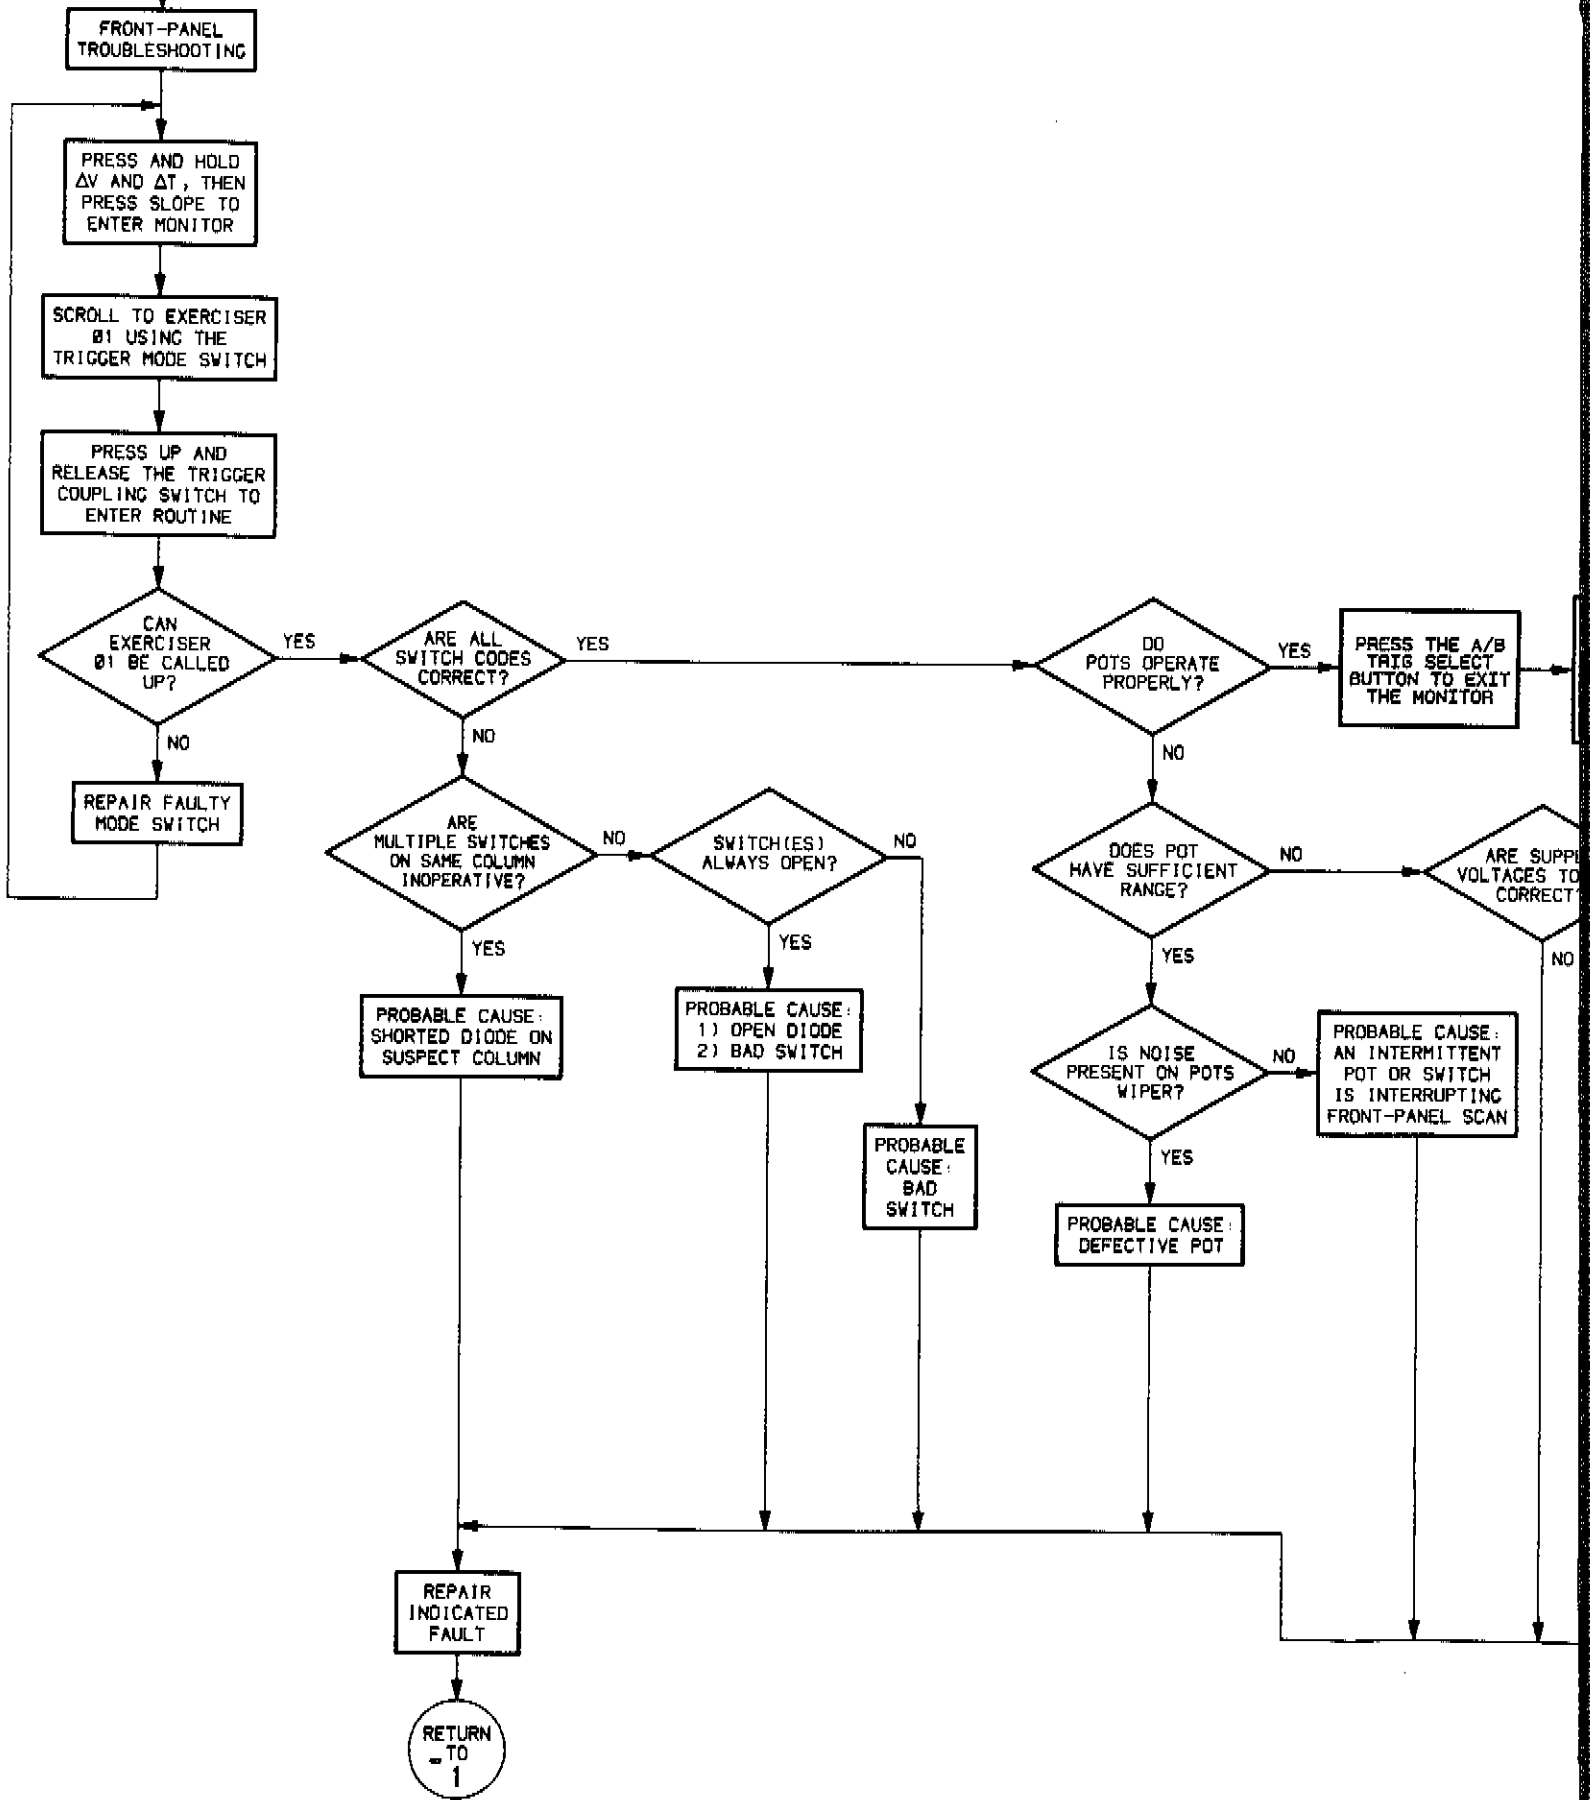 FRONT-PANEL
TROUBLESHOOTING
PRESS AND HOLD
ΔV AND ΔT, THEN
PRESS SLOPE TO
ENTER MONITOR
SCROLL TO EXERCISER
01 USING THE
TRIGGER MODE SWITCH
PRESS UP AND
RELEASE THE TRIGGER
COUPLING SWITCH TO
ENTER ROUTINE
CAN
EXERCISER
01 BE CALLED
UP?
YES
NO
REPAIR FAULTY
MODE SWITCH
ARE ALL
SWITCH CODES
CORRECT?
YES
NO
ARE
MULTIPLE SWITCHES
ON SAME COLUMN
INOPERATIVE?
NO
YES
PROBABLE CAUSE:
SHORTED DIODE ON
SUSPECT COLUMN
SWITCH(ES)
ALWAYS OPEN?
NO
YES
PROBABLE CAUSE:
1) OPEN DIODE
2) BAD SWITCH
PROBABLE
CAUSE:
BAD
SWITCH
DO
POTS OPERATE
PROPERLY?
YES
NO
PRESS THE A/B
TRIG SELECT
BUTTON TO EXIT
THE MONITOR
DOES POT
HAVE SUFFICIENT
RANGE?
NO
YES
ARE SUPPL
VOLTAGES TO
CORRECT?
NO
IS NOISE
PRESENT ON POTS
WIPER?
NO
YES
PROBABLE CAUSE:
AN INTERMITTENT
POT OR SWITCH
IS INTERRUPTING
FRONT-PANEL SCAN
PROBABLE CAUSE:
DEFECTIVE POT
REPAIR
INDICATED
FAULT
RETURN
TO
1